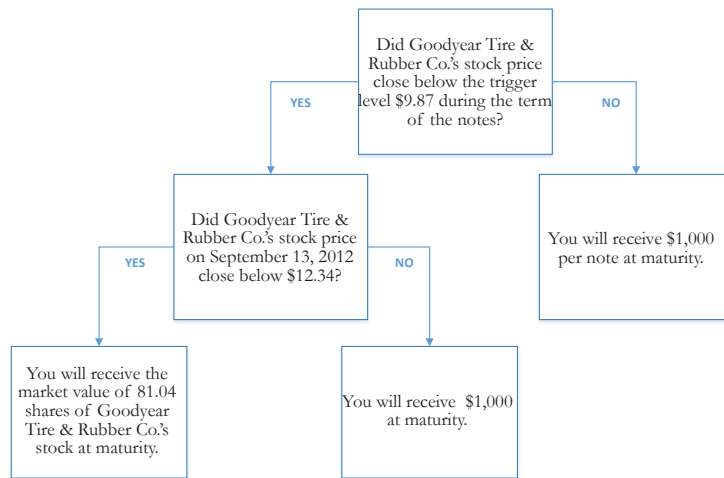 Did Goodyear Tire &
Rubber Co.'s stock price
close below the trigger
level $9.87 during the term
of the notes?
YES
NO
Did Goodyear Tire &
Rubber Co.'s stock price
on September 13, 2012
close below $12.34?
You will receive $1,000
per note at maturity.
YES
NO
You will receive the
market value of 81.04
shares of Goodyear
Tire & Rubber Co.'s
stock at maturity.
You will receive $1,000
at maturity.